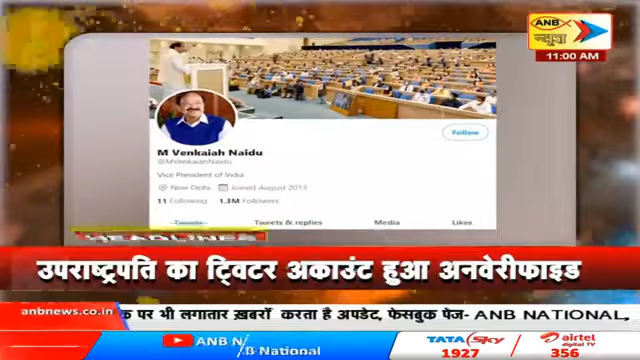 ANB
न्यूज़
11:00 AM
Follow
M Venkaiah Naidu
@MVenkaiahNaidu
Vice President of India
New Delhi Joined August 2013
11 Following 1.3M Followers
Tweets Tweets & replies Media Likes
HEADLINES
उपराष्ट्रपति का ट्विटर अकाउंट हुआ अनवेरीफाइड
anbnews.co.in
पर भी लगातार ख़बरों करता है अपडेट, फेसबुक पेज- ANB NATIONAL,
ANB N
B National
TATA sky
1927
airtel
digital TV
356